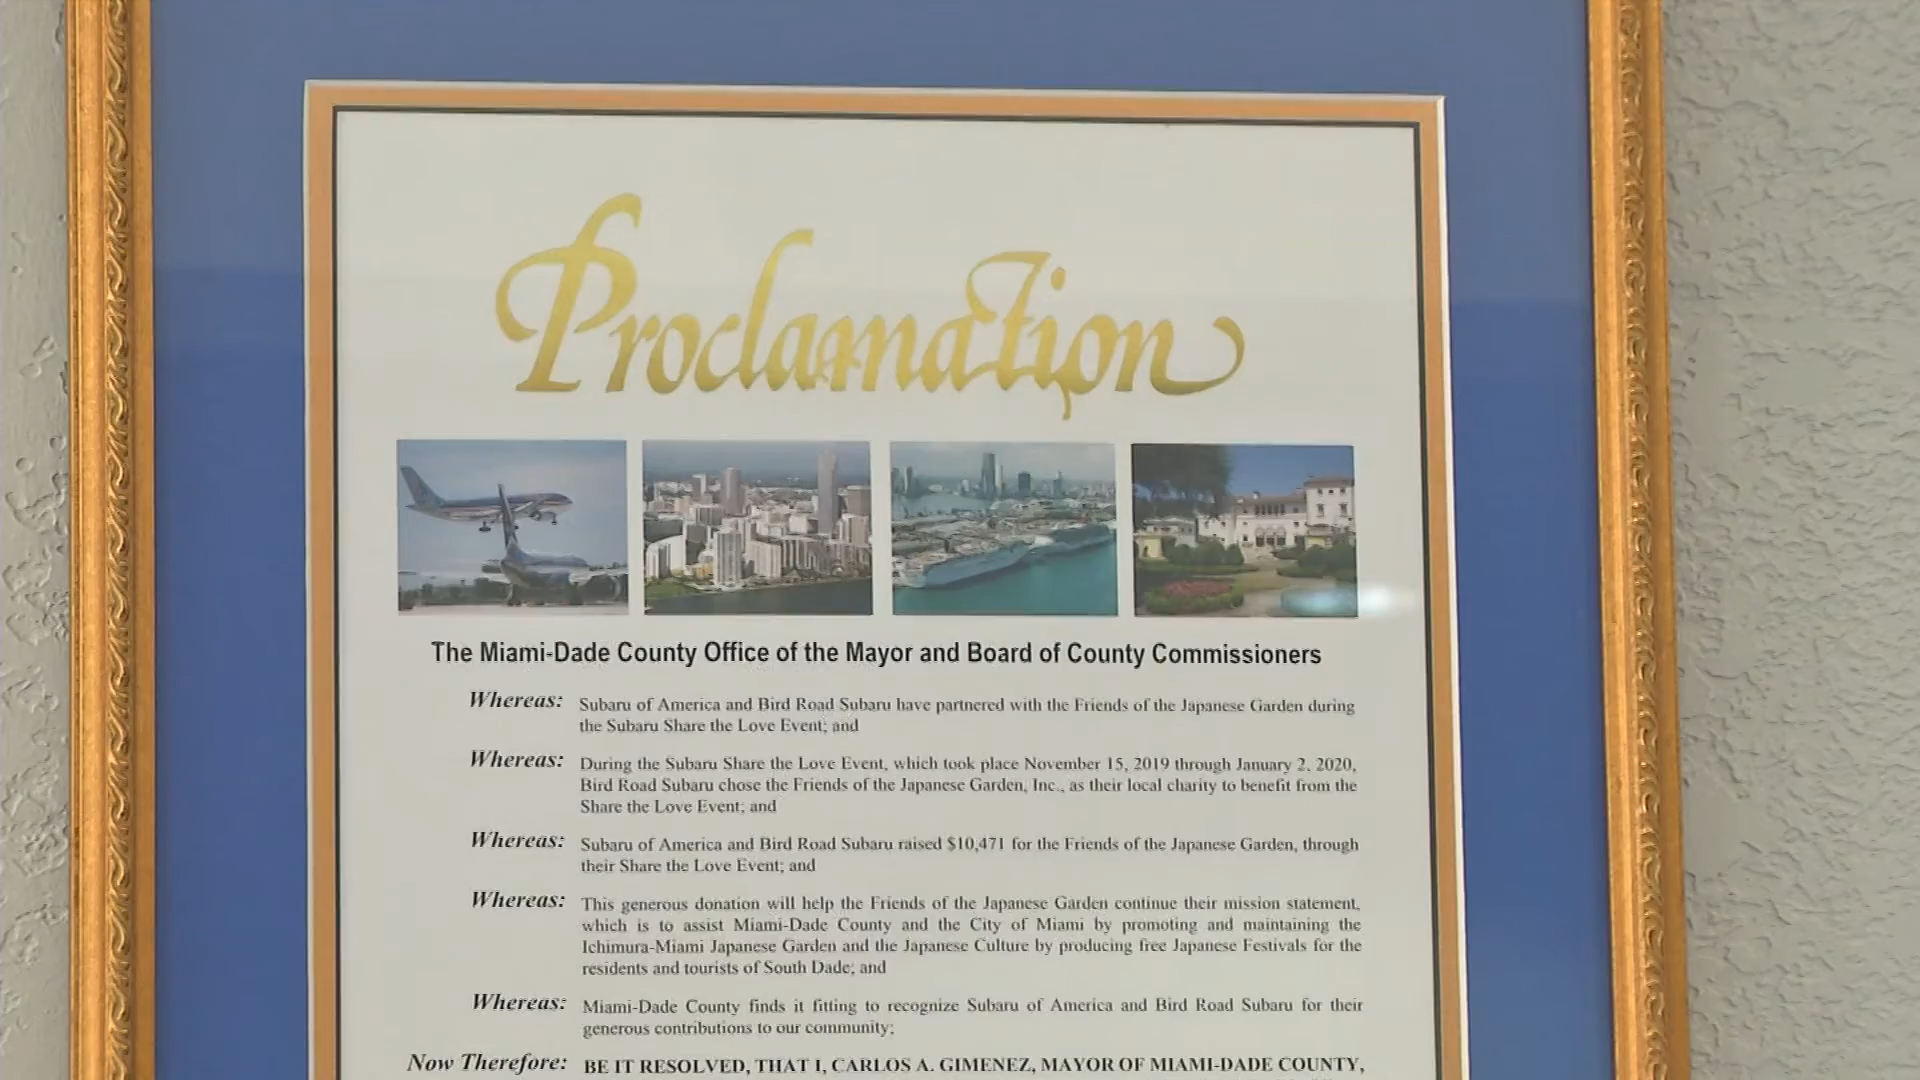 Proclamation
The Miami-Dade County Office of the Mayor and Board of County Commissioners
Whereas: Subaru of America and Bird Road Subaru have partnered with the Friends of the Japanese Garden during
the Subaru Share the Love Event; and
Whereas: During the Subaru Share the Love Event, which took place November 15, 2019 through January 2, 2020,
Bird Road Subaru chose the Friends of the Japanese Garden, Inc., as their local charity to benefit from the
Share the Love Event; and
Whereas: Subaru of America and Bird Road Subaru raised $10,471 for the Friends of the Japanese Garden, through
their Share the Love Event; and
Whereas: This generous donation will help the Friends of the Japanese Garden continue their mission statement,
which is to assist Miami-Dade County and the City of Miami by promoting and maintaining the
Ichimura-Miami Japanese Garden and the Japanese Culture by producing free Japanese Festivals for the
residents and tourists of South Dade; and
Whereas: Miami-Dade County finds it fitting to recognize Subaru of America and Bird Road Subaru for their
generous contributions to our community;
Now Therefore: BE IT RESOLVED, THAT I, CARLOS A. GIMENEZ, MAYOR OF MIAMI-DADE COUNTY,